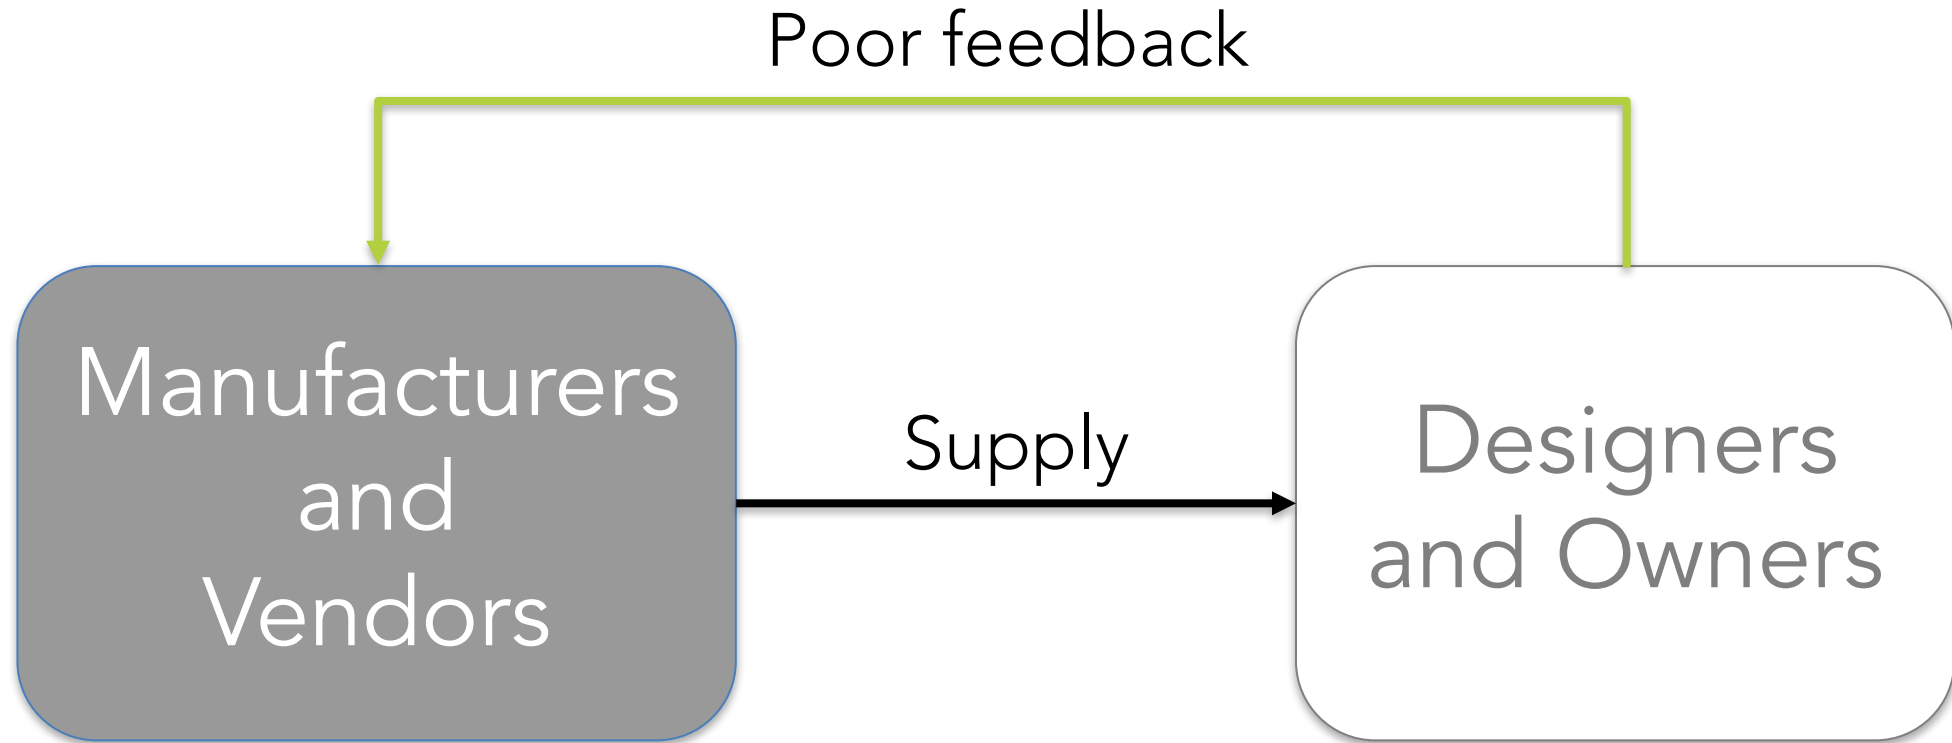 Poor feedback
Manufacturers
and
Vendors
Supply
Designers
and Owners